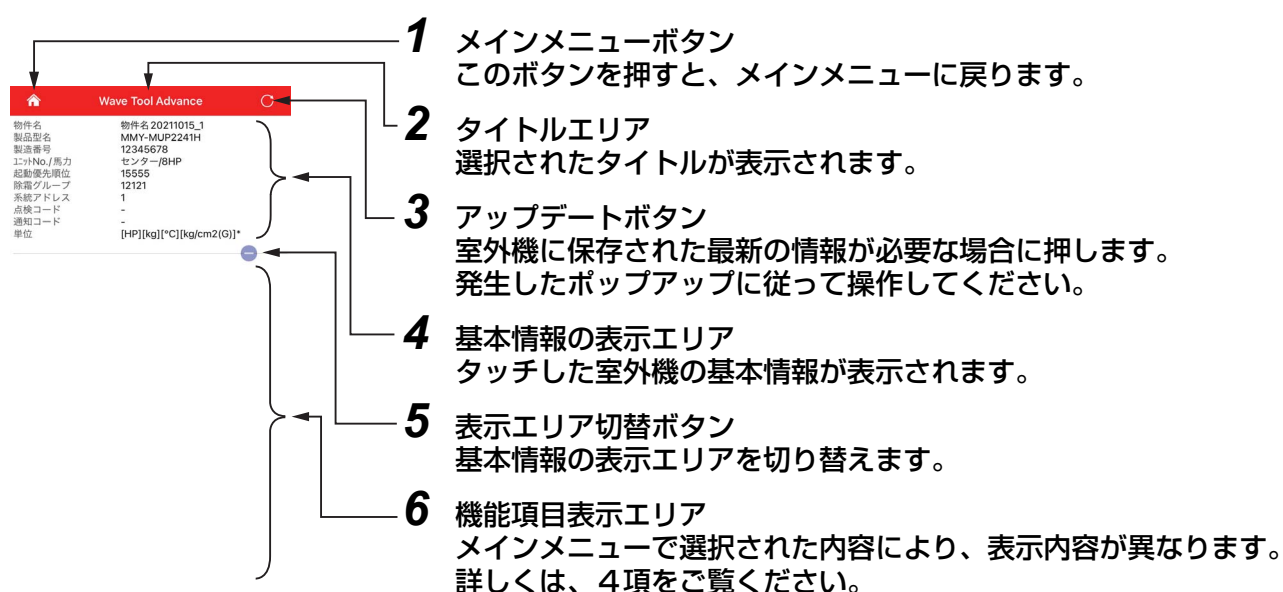 1 メインメニューボタン
このボタンを押すと、メインメニューに戻ります。
Wave Tool Advance
物件名 物件名20211015_1
製品型名 MMY-MUP2241H
製造番号 12345678
ﾕﾆｯﾄNo./馬力 センター/8HP
起動優先順位 15555
除霜グループ 12121
系統アドレス 1
点検コード -
通知コード -
単位 [HP][kg][°C][kg/cm2(G)]*
2 タイトルエリア
選択されたタイトルが表示されます。
3 アップデートボタン
室外機に保存された最新の情報が必要な場合に押します。
発生したポップアップに従って操作してください。
4 基本情報の表示エリア
タッチした室外機の基本情報が表示されます。
5 表示エリア切替ボタン
基本情報の表示エリアを切り替えます。
6 機能項目表示エリア
メインメニューで選択された内容により、表示内容が異なります。
詳しくは、４項をご覧ください。